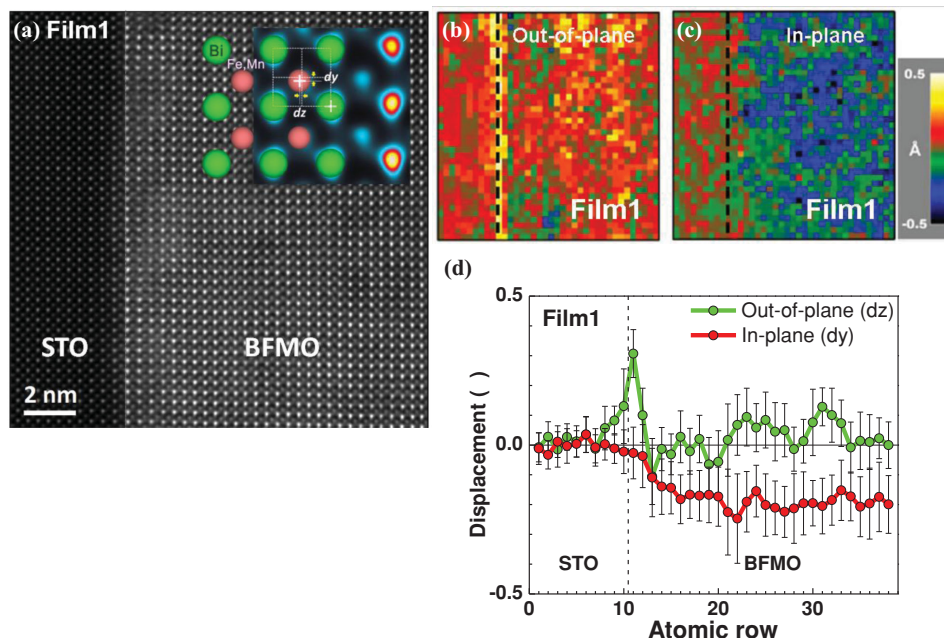 (a) Film1
Bi
Fe,Mn
dy
dz
STO
BFMO
2 nm
(b)
Out-of-plane
Film1
(c)
In-plane
Film1
0.5
Å
-0.5
(d)
Film1
Out-of-plane (dz)
In-plane (dy)
0.5
0.0
-0.5
Displacement ( )
STO
BFMO
0
10
20
30
Atomic row